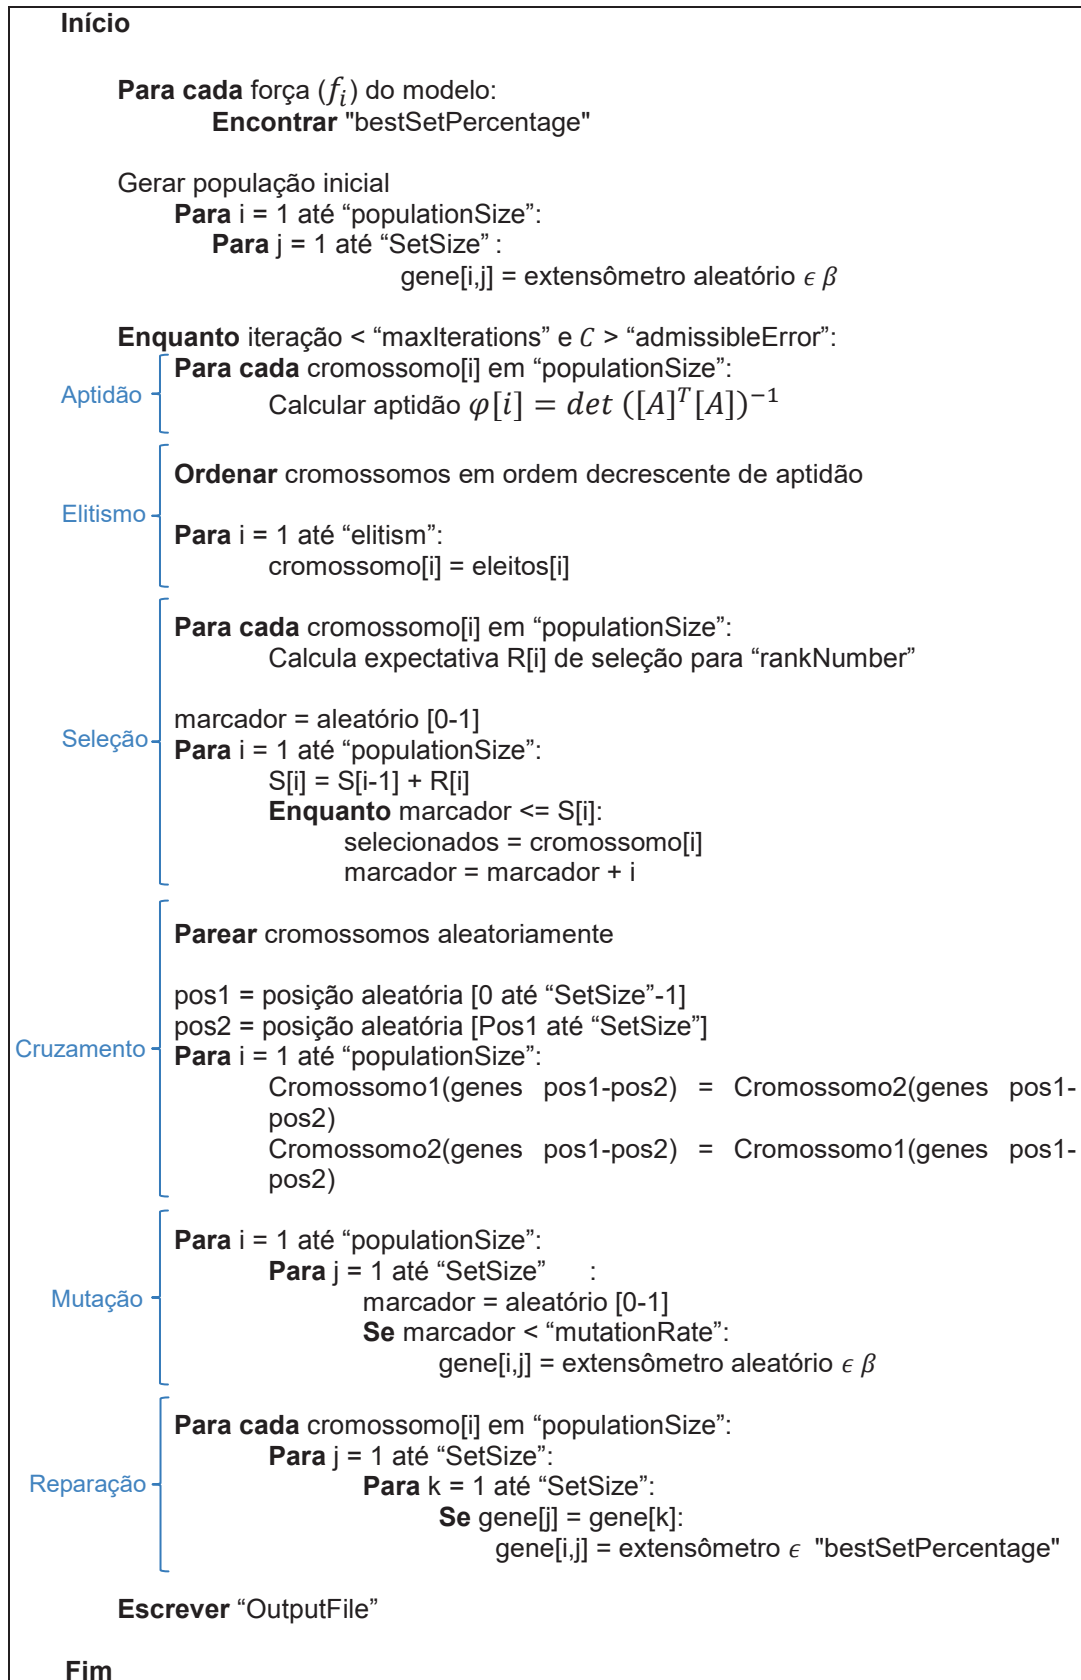 Início
Para cada força (fᵢ) do modelo:
Encontrar "bestSetPercentage"
Gerar população inicial
Para i = 1 até “populationSize”:
Para j = 1 até “SetSize” :
gene[i,j] = extensômetro aleatório ϵ β
Enquanto iteração < “maxIterations” e C > “admissibleError”:
Aptidão
Para cada cromossomo[i] em “populationSize”:
Calcular aptidão φ[i] = det ([A]ᵀ[A])⁻¹
Elitismo
Ordenar cromossomos em ordem decrescente de aptidão
Para i = 1 até “elitism”:
cromossomo[i] = eleitos[i]
Seleção
Para cada cromossomo[i] em “populationSize”:
Calcula expectativa R[i] de seleção para “rankNumber”
marcador = aleatório [0-1]
Para i = 1 até “populationSize”:
S[i] = S[i-1] + R[i]
Enquanto marcador <= S[i]:
selecionados = cromossomo[i]
marcador = marcador + i
Cruzamento
Parear cromossomos aleatoriamente
pos1 = posição aleatória [0 até “SetSize”-1]
pos2 = posição aleatória [Pos1 até “SetSize”]
Para i = 1 até “populationSize”:
Cromossomo1(genes pos1-pos2) = Cromossomo2(genes pos1-
pos2)
Cromossomo2(genes pos1-pos2) = Cromossomo1(genes pos1-
pos2)
Mutação
Para i = 1 até “populationSize”:
Para j = 1 até “SetSize” :
marcador = aleatório [0-1]
Se marcador < “mutationRate”:
gene[i,j] = extensômetro aleatório ϵ β
Reparação
Para cada cromossomo[i] em “populationSize”:
Para j = 1 até “SetSize”:
Para k = 1 até “SetSize”:
Se gene[j] = gene[k]:
gene[i,j] = extensômetro ϵ "bestSetPercentage"
Escrever “OutputFile”
Fim